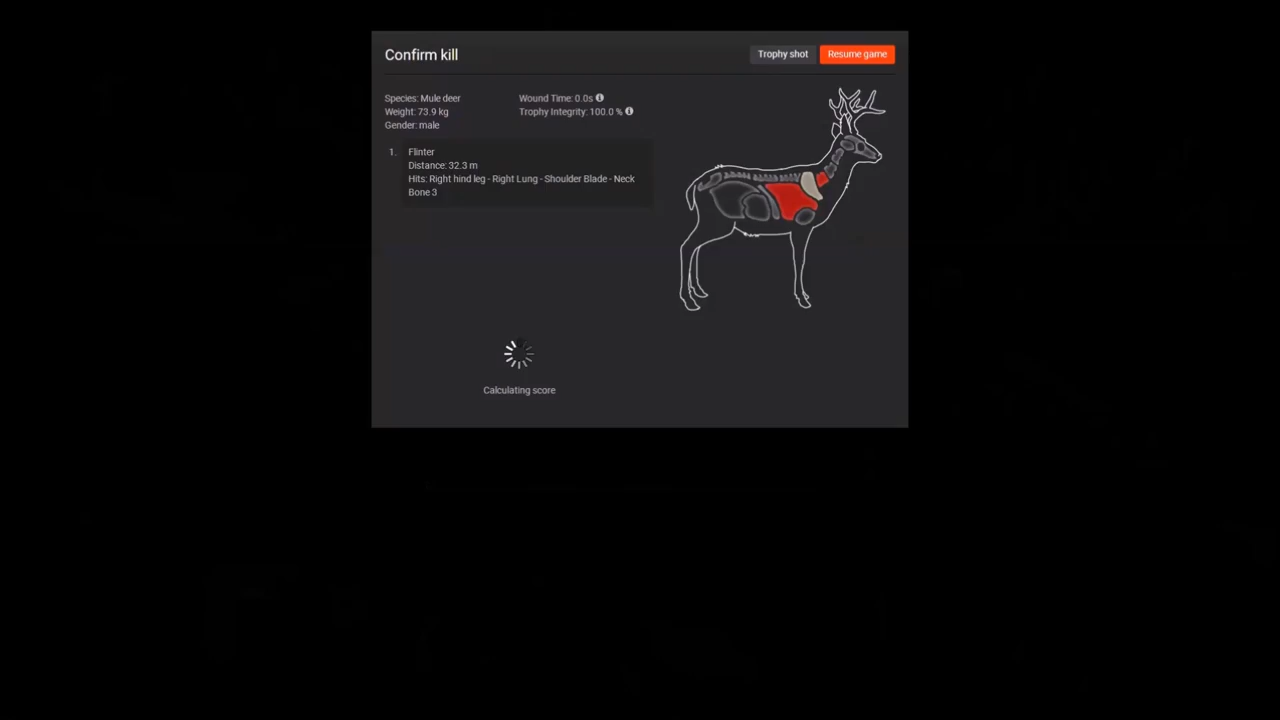 Confirm kill
Trophy shot
Resume game
Species: Mule deer
Weight: 73.9 kg
Gender: male
Wound Time: 0.0s
Trophy Integrity: 100.0 %
1.
Flinter
Distance: 32.3 m
Hits: Right hind leg - Right Lung - Shoulder Blade - Neck
Bone 3
Calculating score